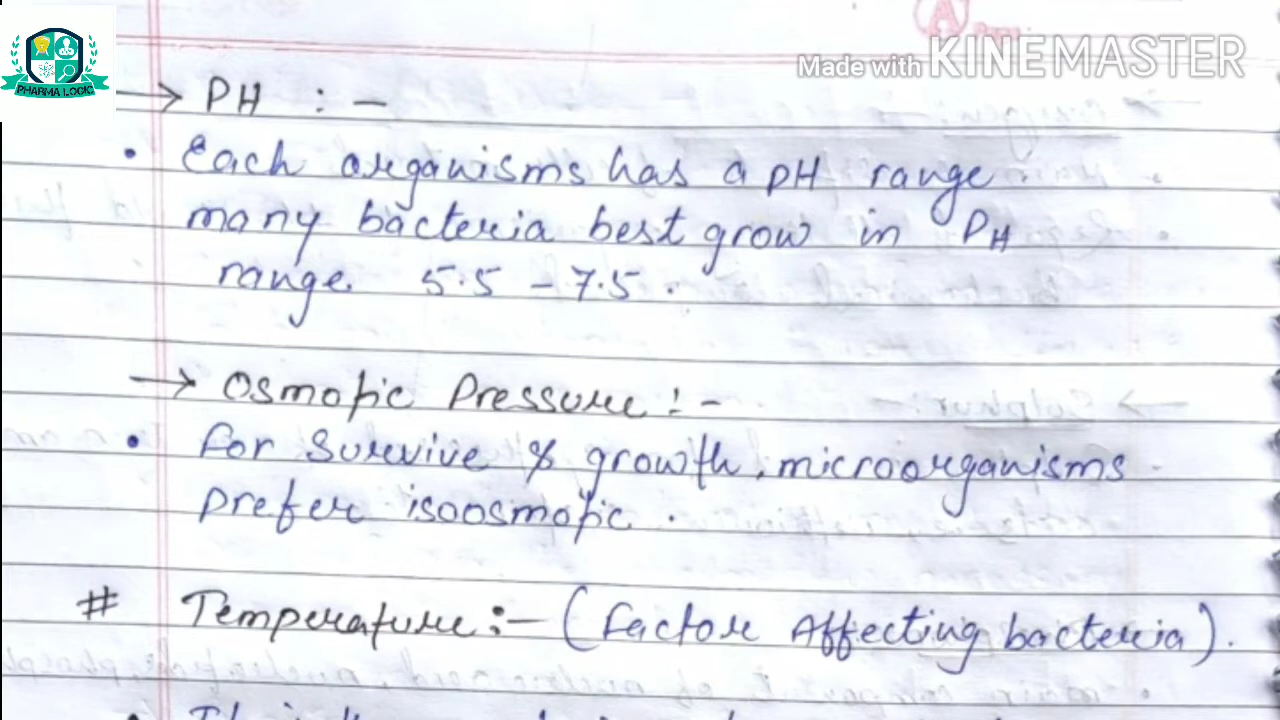 Made with KINEMASTER
PHARMA LOGIC
→ PH : -
• Each organisms has a pH range
many bacteria best grow in PH
range. 5.5 - 7.5 .
→ Osmotic Pressure : -
• for Survive & growth, microorganisms
prefer isoosmotic .
# Temperature :- ( factor Affecting bacteria ) .